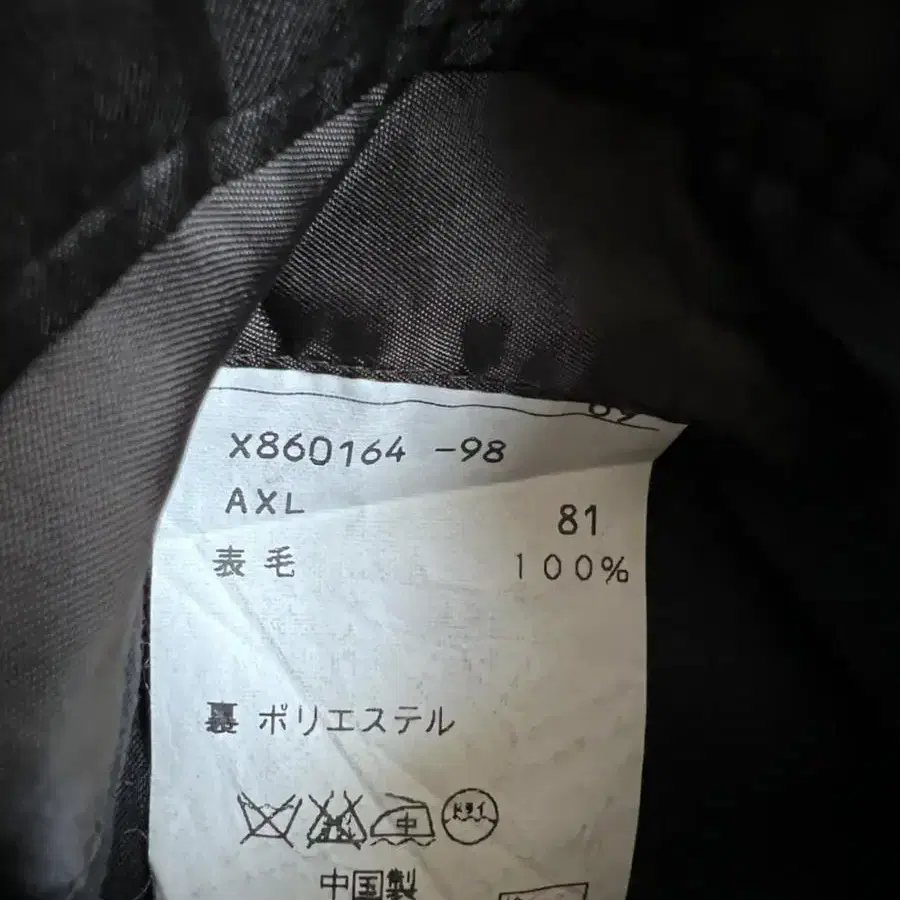 X860164 -98
AXL 81
表 毛 100%
裏 ポリエステル
中 ドライ
中国製